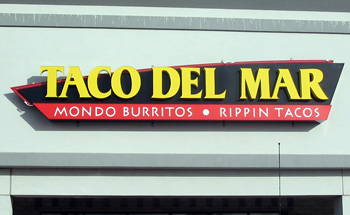 TACO DEL MAR
MONDO BURRITOS • RIPPIN TACOS